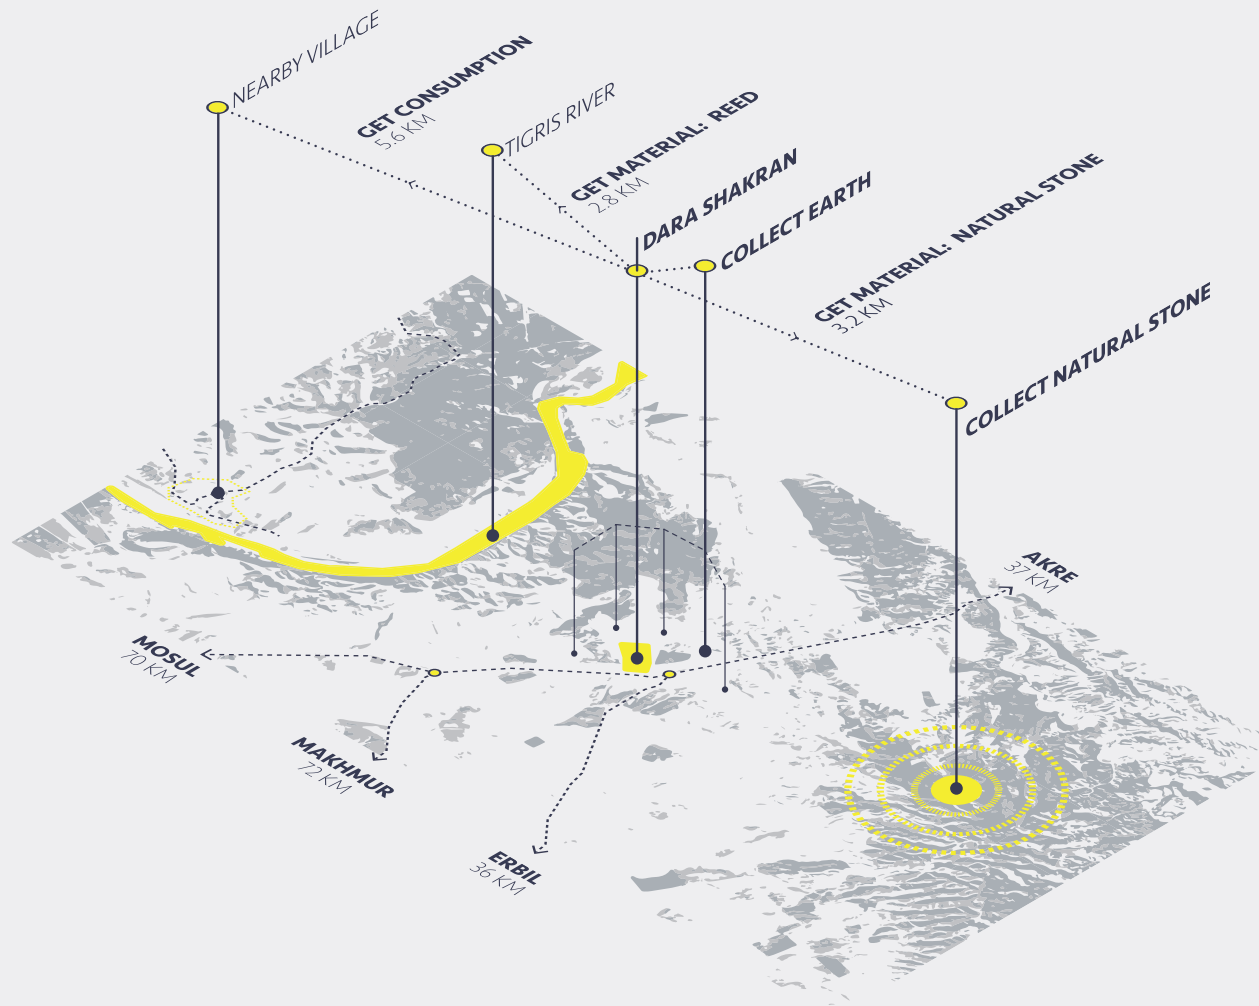 NEARBY VILLAGE
GET CONSUMPTION
5.6 KM
TIGRIS RIVER
GET MATERIAL: REED
2.8 KM
DARA SHAKRAN
COLLECT EARTH
GET MATERIAL: NATURAL STONE
3.2 KM
COLLECT NATURAL STONE
AKRE
37 KM
MOSUL
70 KM
MAKHMUR
72 KM
ERBIL
36 KM